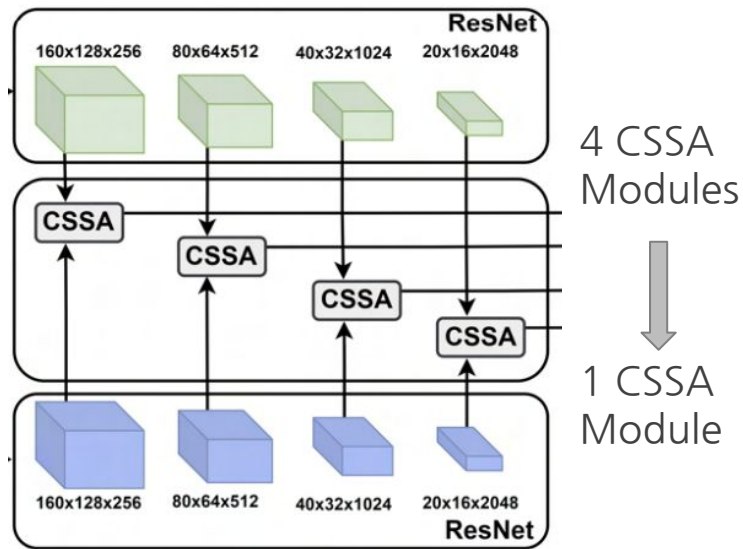 ResNet
160x128x256
80x64x512
40x32x1024
20x16x2048
CSSA
CSSA
CSSA
CSSA
160x128x256
80x64x512
40x32x1024
20x16x2048
ResNet
4 CSSA
Modules
1 CSSA
Module